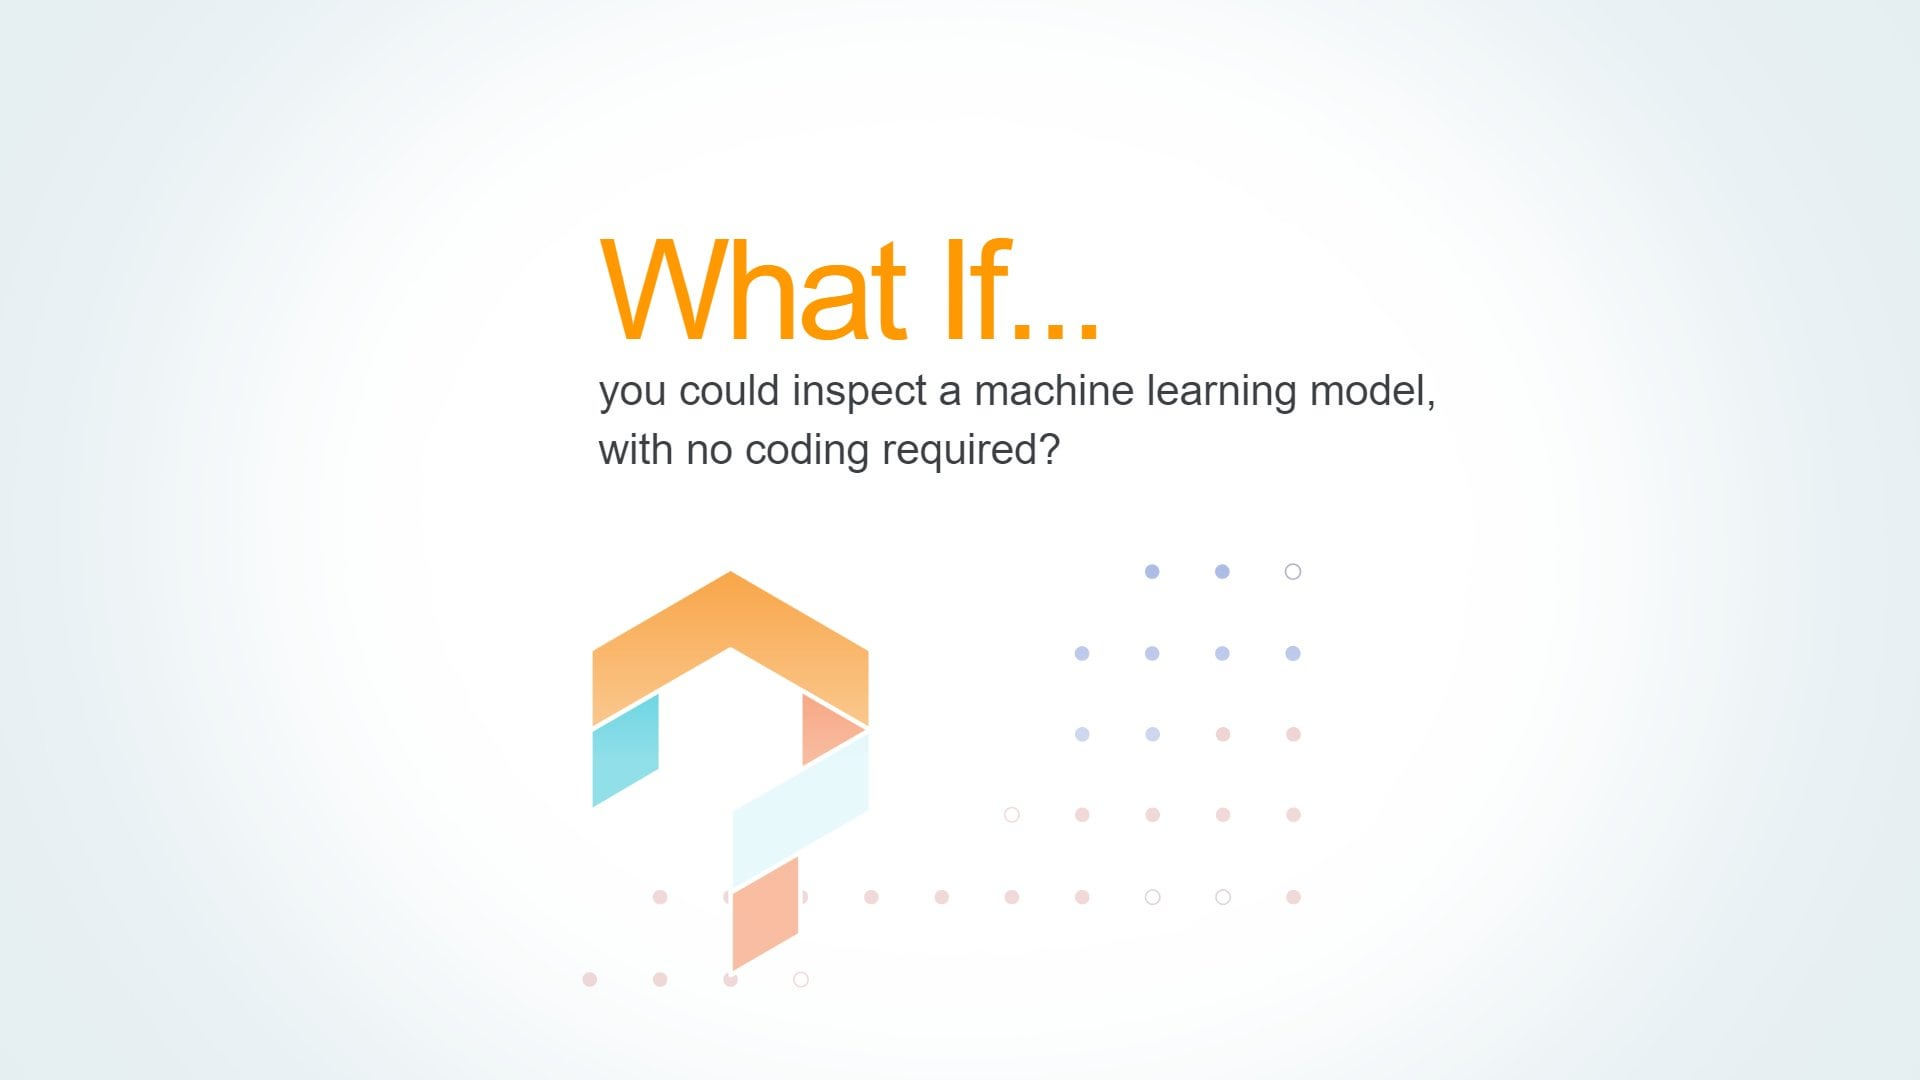 What If...
you could inspect a machine learning model,
with no coding required?